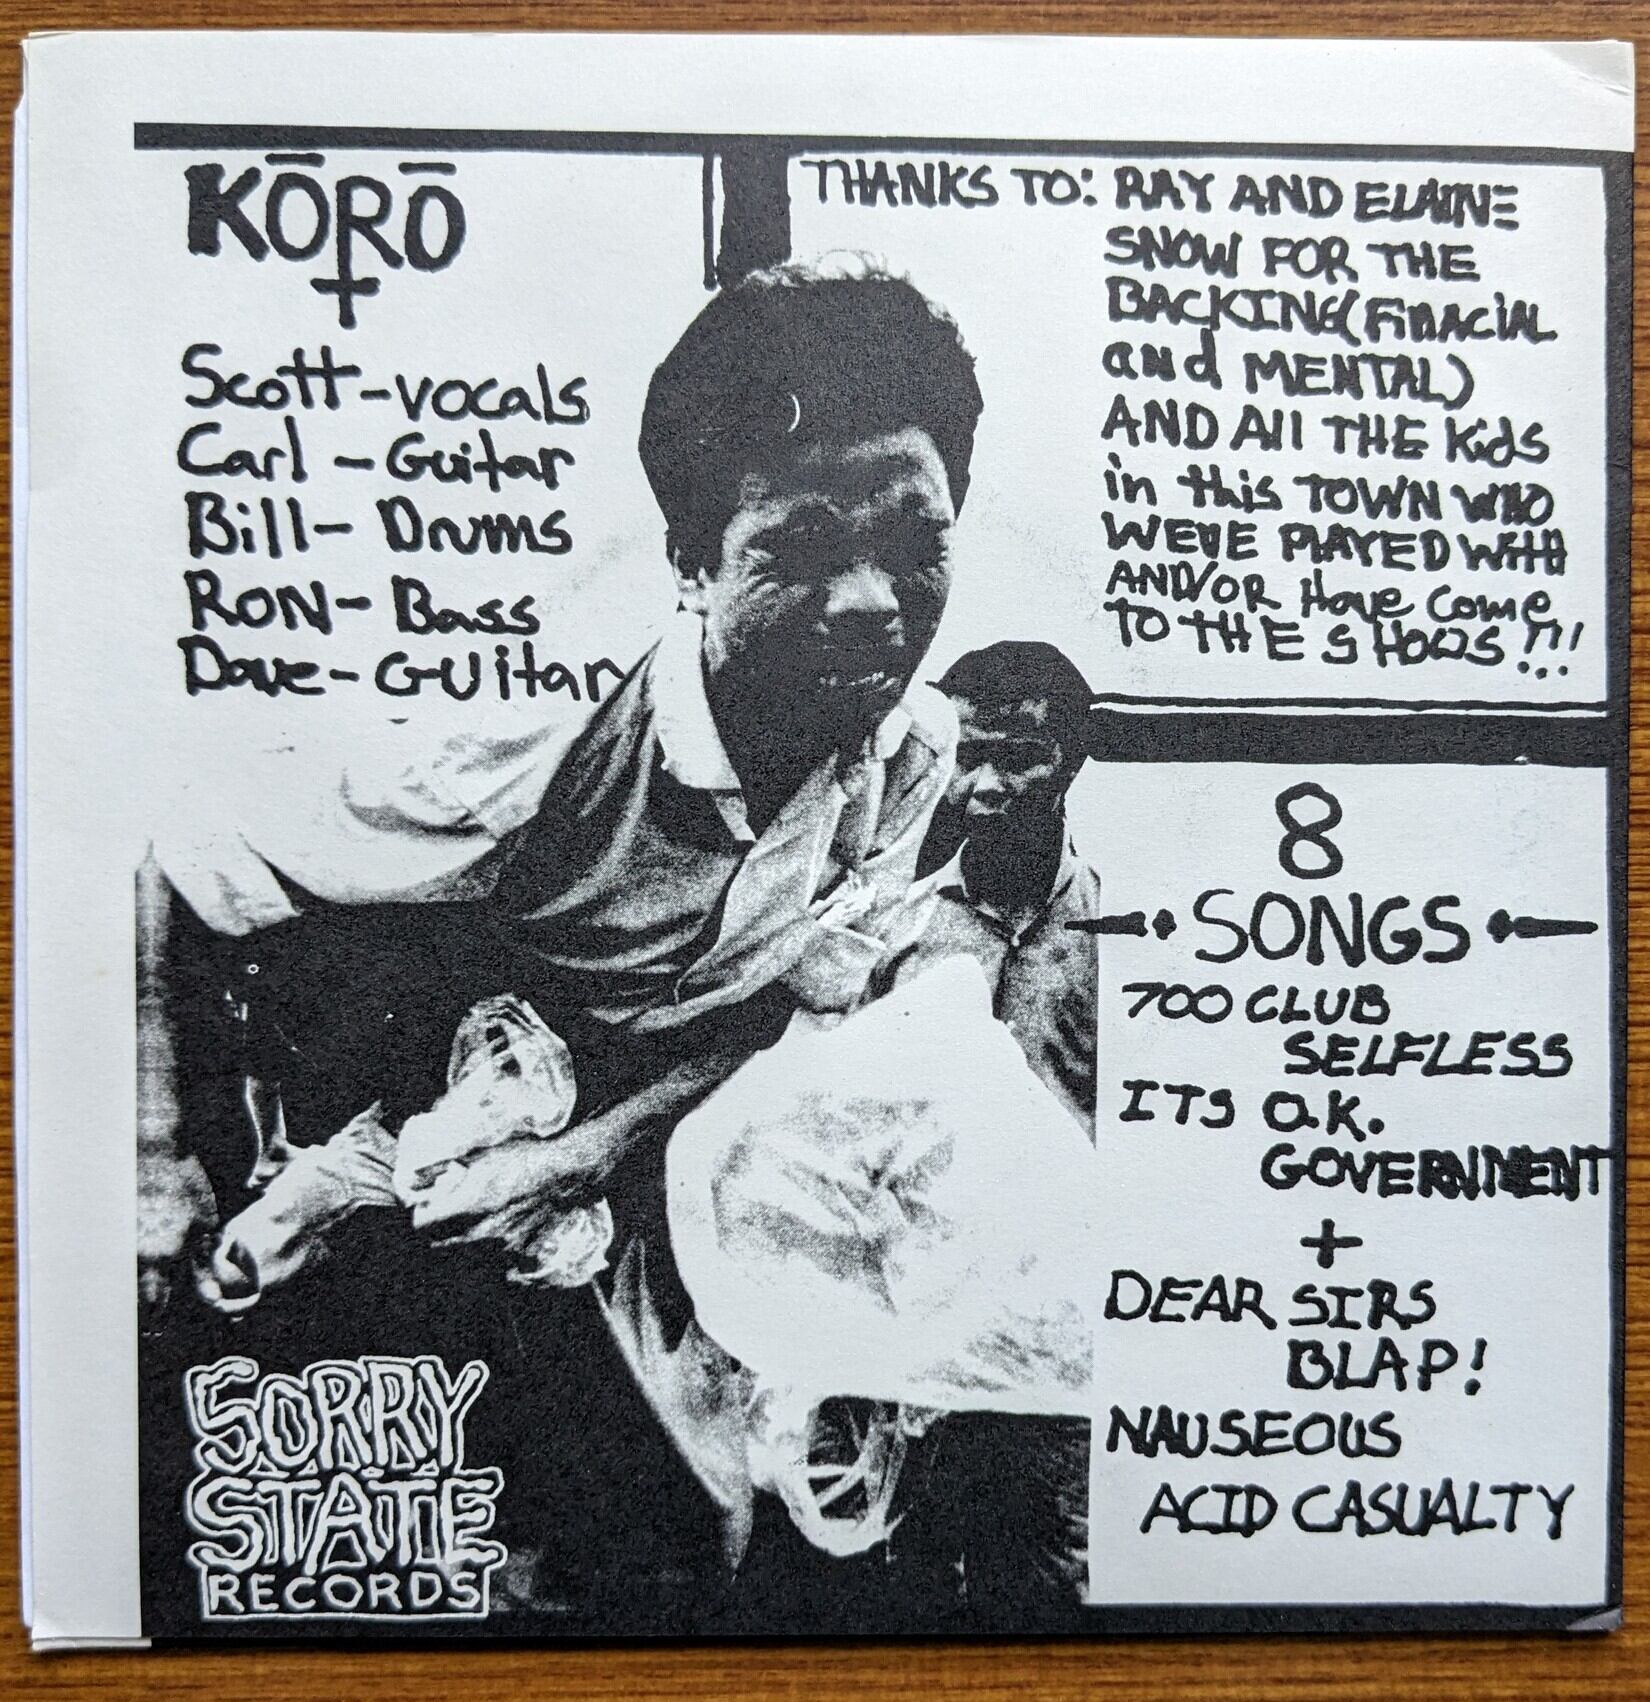 KŌRŌ
Scott-vocals
Carl - Guitar
Bill- Drums
RON- Bass
Dave-GUitar
THANKS TO: RAY AND ELAINE
SNOW FOR THE
BACKING(FiNACiAL
and MENTAL)
AND All THE Kids
in this TOWN WHO
WEVE PLAYED WitH
AND/OR Have Come
TO THE SHOWS!!!
8
SONGS
700 CLUB
SELFLESS
ITS O.K.
GOVERNMENT
+
DEAR SIRS
BLAP!
NAUSEOUS
ACID CASUALTY
SORRY
STATE
RECORDS